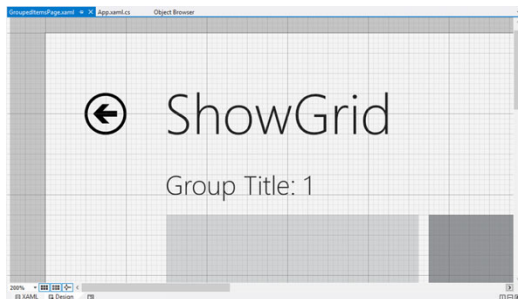 GroupedItemsPage.xaml App.xaml.cs Object Browser
ShowGrid
Group Title: 1
200%
XAML Design